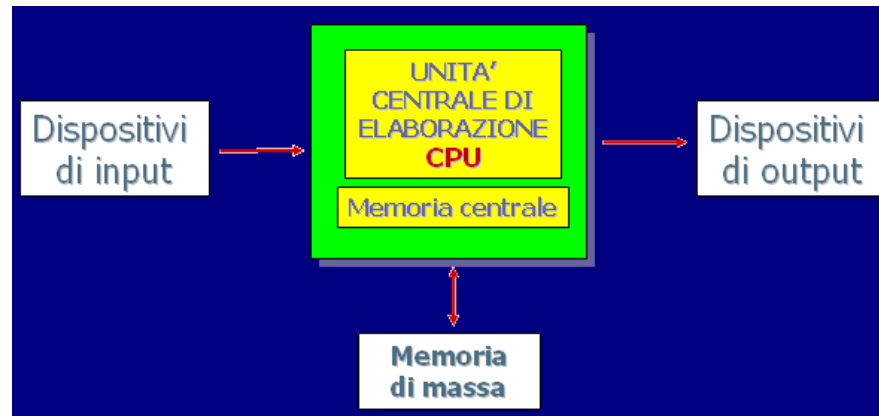 Dispositivi
di input
UNITA'
CENTRALE DI
ELABORAZIONE
CPU
Memoria centrale
Dispositivi
di output
Memoria
di massa